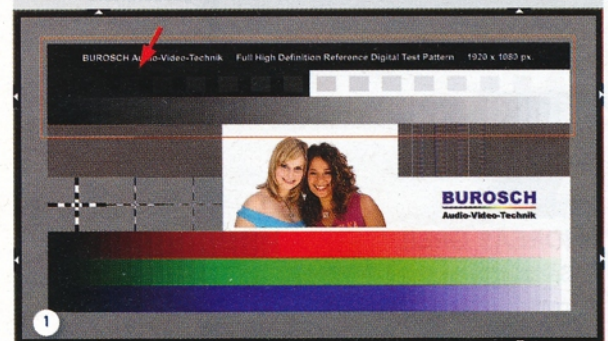 BUROSCH Audio-Video-Technik Full High Definition Reference Digital Test Pattern 1920 x 1080 px.
BUROSCH
Audio-Video-Technik
1